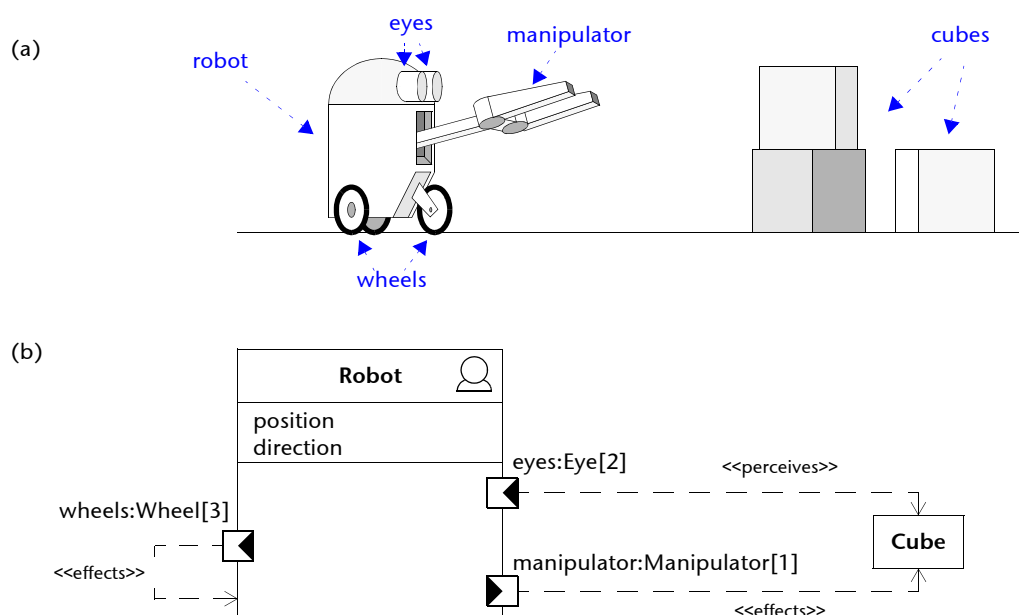 (a)
eyes
manipulator
cubes
robot
wheels
(b)
Robot
position
direction
eyes:Eye[2]
<<perceives>>
wheels:Wheel[3]
Cube
<<effects>>
manipulator:Manipulator[1]
<<effects>>